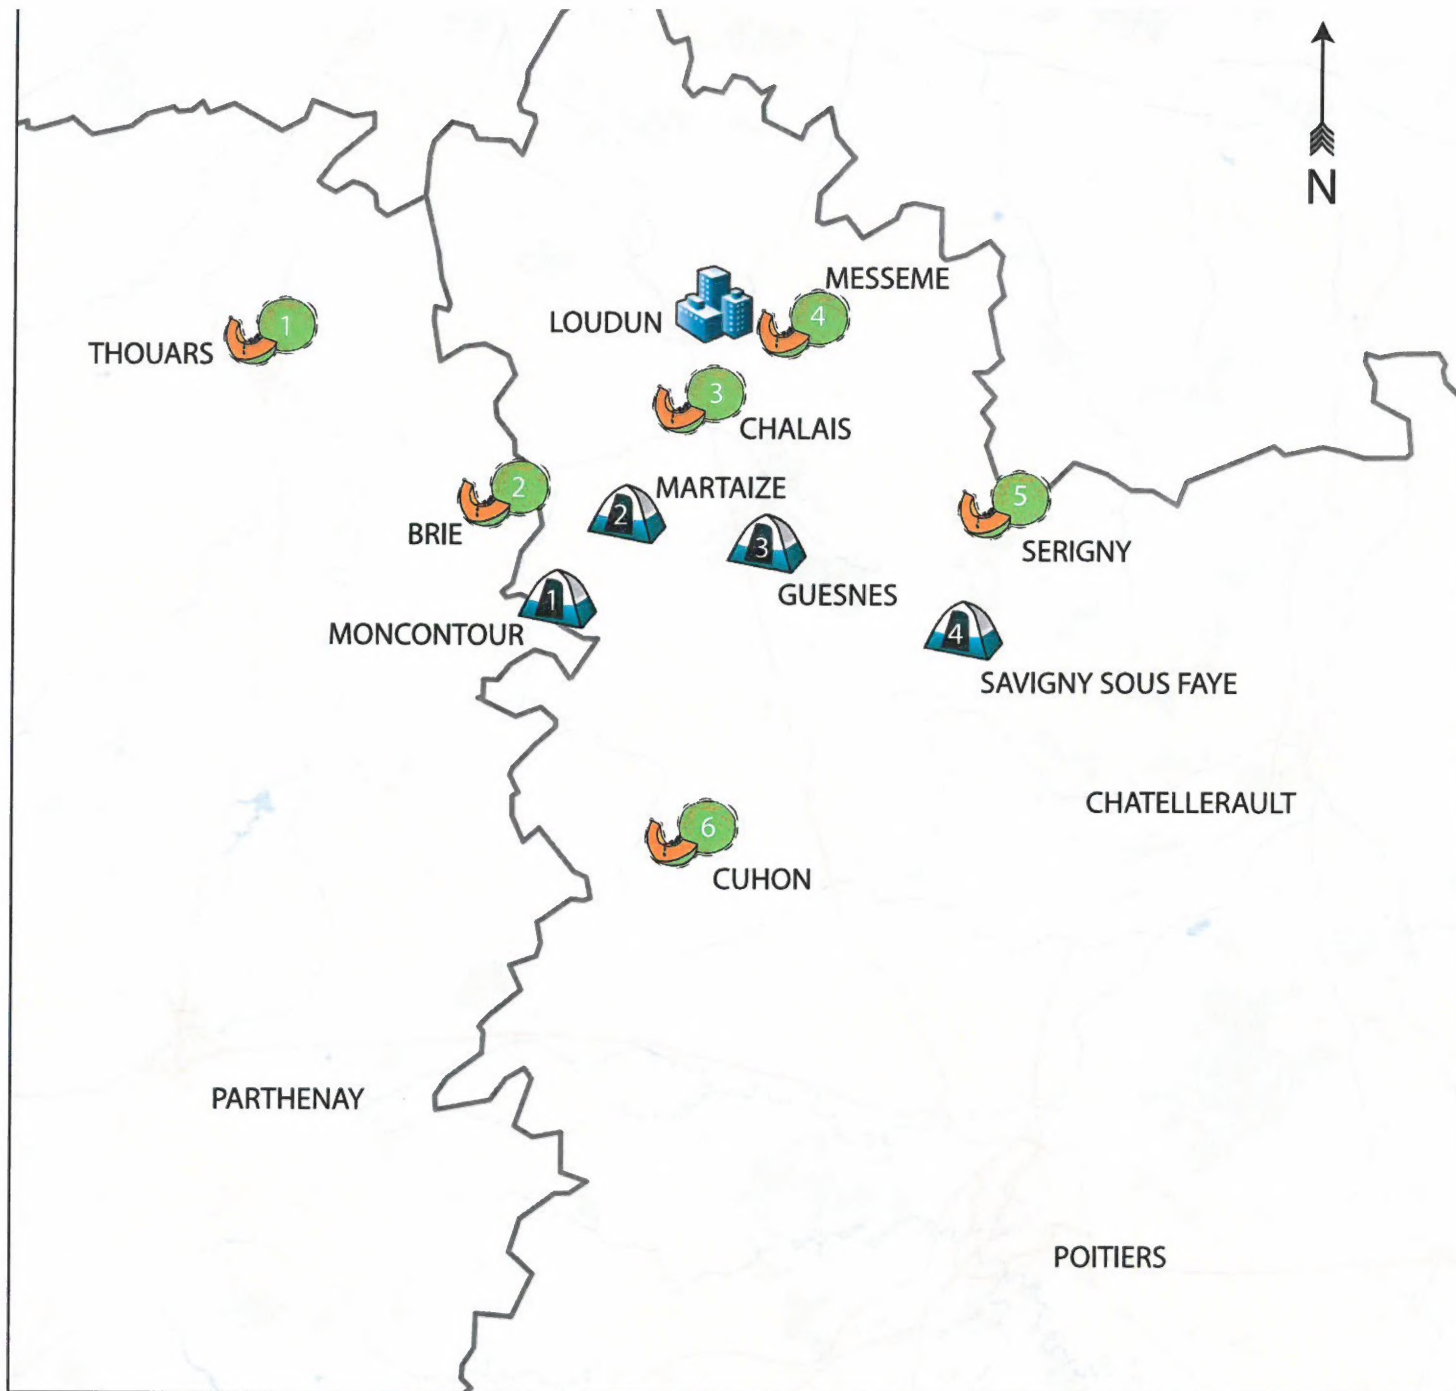 N
MESSEME
4
LOUDUN
1
THOUARS
3
CHALAIS
2
BRIE
MARTAIZE
2
5
SERIGNY
3
GUESNES
1
MONCONTOUR
4
SAVIGNY SOUS FAYE
CHATELLERAULT
6
CUHON
PARTHENAY
POITIERS